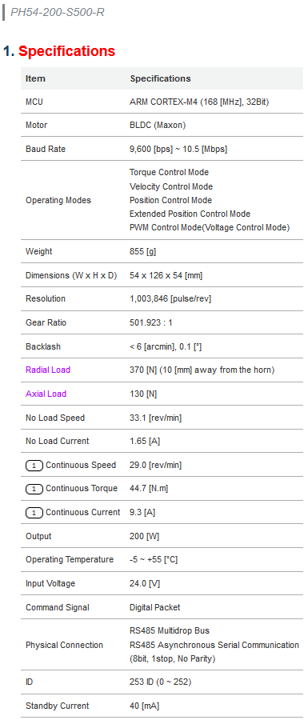 PH54-200-S500-R
1. Specifications
Item Specifications
MCU ARM CORTEX-M4 (168 [MHz], 32Bit)
Motor BLDC (Maxon)
Baud Rate 9,600 [bps] ~ 10.5 [Mbps]
Operating Modes Torque Control Mode
Velocity Control Mode
Position Control Mode
Extended Position Control Mode
PWM Control Mode(Voltage Control Mode)
Weight 855 [g]
Dimensions (W x H x D) 54 x 126 x 54 [mm]
Resolution 1,003,846 [pulse/rev]
Gear Ratio 501.923 : 1
Backlash < 6 [arcmin], 0.1 [°]
Radial Load 370 [N] (10 [mm] away from the horn)
Axial Load 130 [N]
No Load Speed 33.1 [rev/min]
No Load Current 1.65 [A]
1 Continuous Speed 29.0 [rev/min]
1 Continuous Torque 44.7 [N.m]
1 Continuous Current 9.3 [A]
Output 200 [W]
Operating Temperature -5 ~ +55 [°C]
Input Voltage 24.0 [V]
Command Signal Digital Packet
Physical Connection RS485 Multidrop Bus
RS485 Asynchronous Serial Communication
(8bit, 1stop, No Parity)
ID 253 ID (0 ~ 252)
Standby Current 40 [mA]